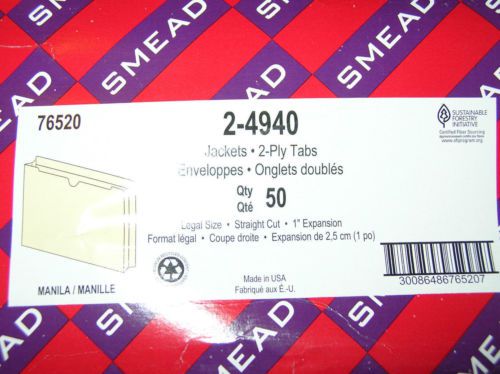 SMEAD
SMEAD
SMEAD
SMEAD
76520
2-4940
Jackets • 2-Ply Tabs
Enveloppes • Onglets doublés
Qty
Qté 50
Legal Size • Straight Cut • 1" Expansion
Format légal • Coupe droite • Expansion de 2,5 cm (1 po)
MANILA / MANILLE
Made in USA
Fabriqué aux É.-U.
SUSTAINABLE
FORESTRY
INITIATIVE
Certified Fiber Sourcing
www.sfiprogram.org
30086486765207
SMEAD
SMEAD
SMEAD